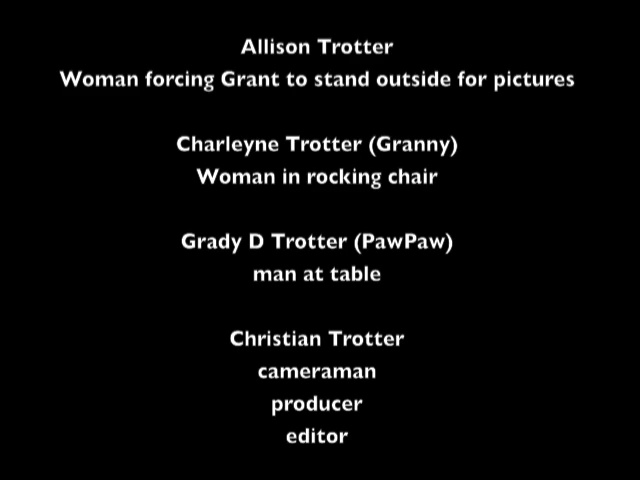 Allison Trotter
Woman forcing Grant to stand outside for pictures
Charleyne Trotter (Granny)
Woman in rocking chair
Grady D Trotter (PawPaw)
man at table
Christian Trotter
cameraman
producer
editor